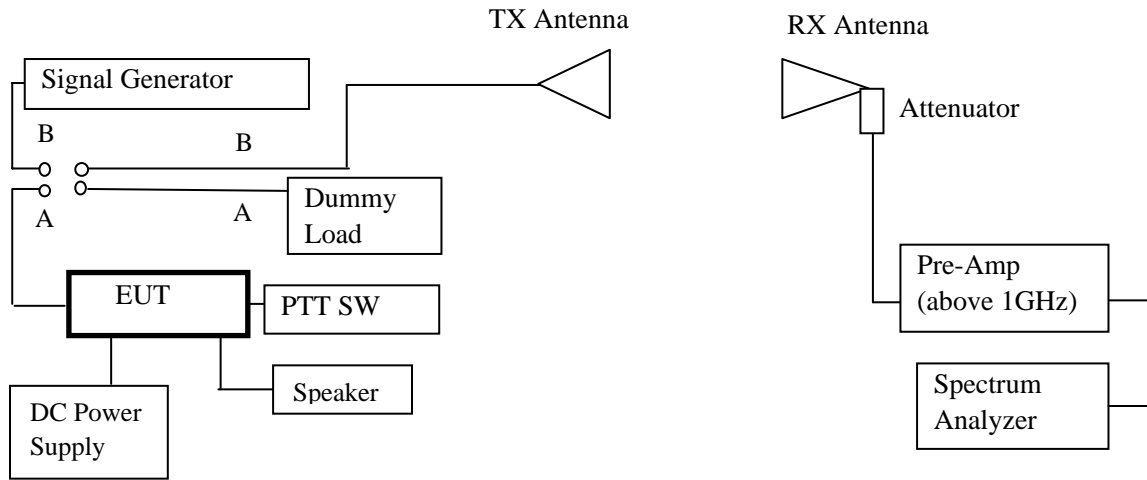 TX Antenna
RX Antenna
Signal Generator
Attenuator
B
B
A
A
Dummy
Load
EUT
PTT SW
Pre-Amp
(above 1GHz)
Speaker
DC Power
Supply
Spectrum
Analyzer